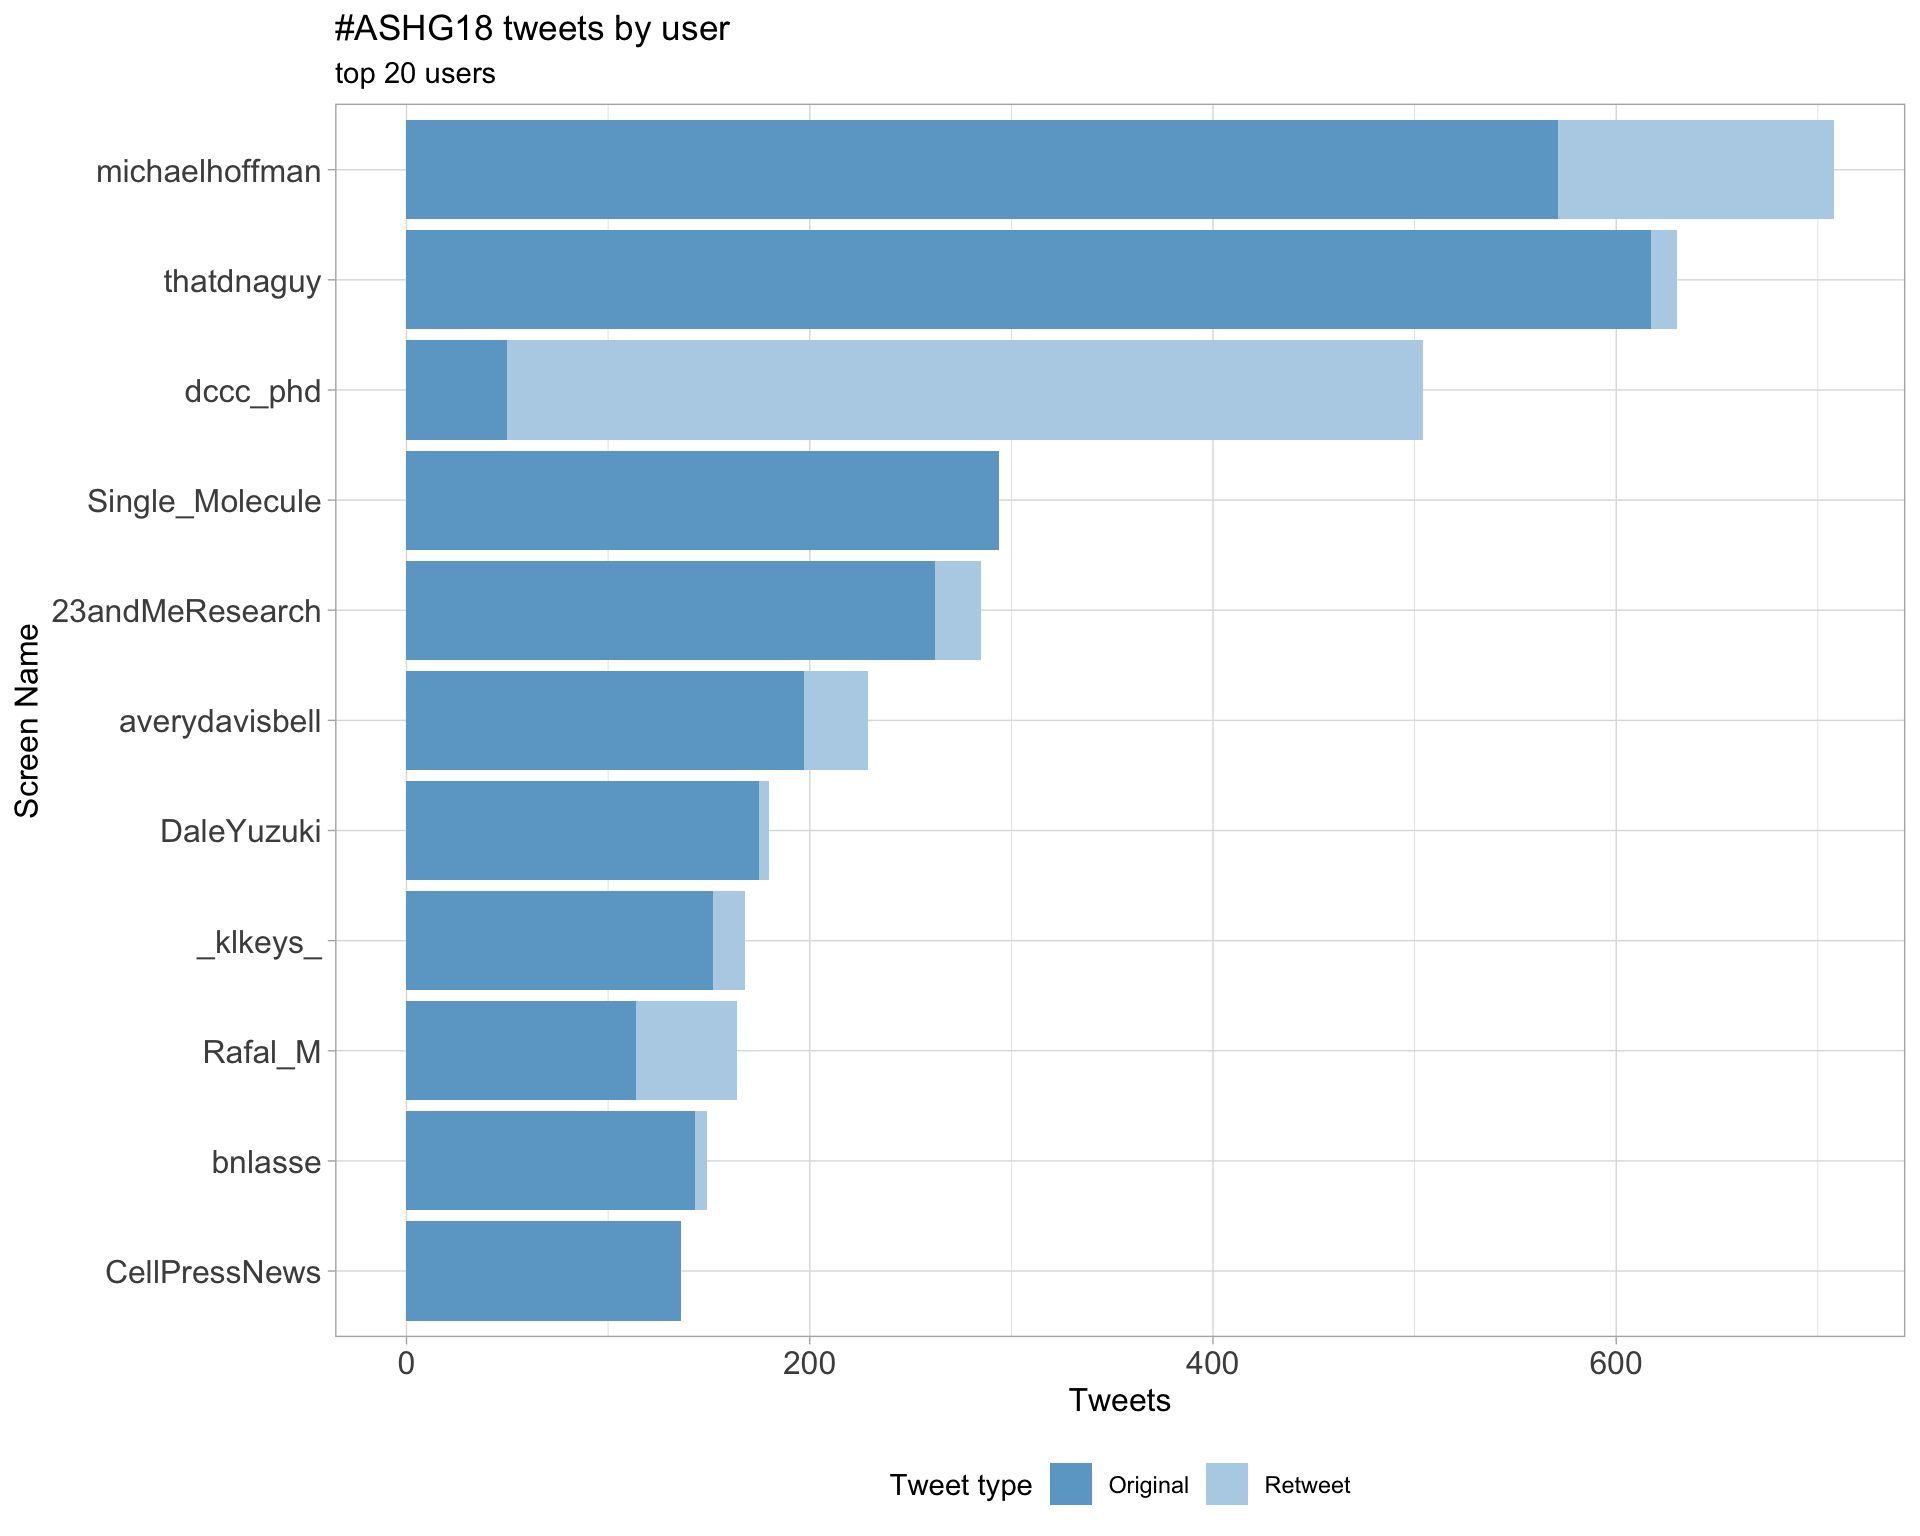 #ASHG18 tweets by user
top 20 users
Screen Name
michaelhoffman
thatdnaguy
dccc_phd
Single_Molecule
23andMeResearch
averydavisbell
DaleYuzuki
_klkeys_
Rafal_M
bnlasse
CellPressNews
0 200 400 600
Tweets
Tweet type Original Retweet